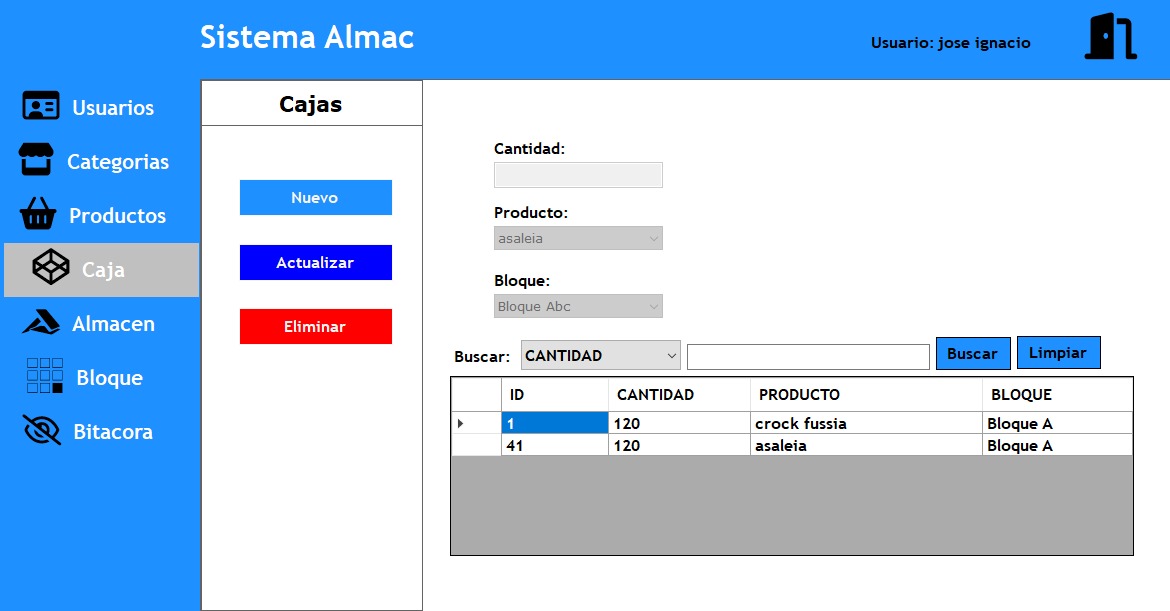 Sistema Almac
Usuario: jose ignacio
Usuarios
Categorias
Productos
Caja
Almacen
Bloque
Bitacora
Cajas
Nuevo
Actualizar
Eliminar
Cantidad:
Producto:
asaleia
Bloque:
Bloque Abc
Buscar: CANTIDAD Buscar Limpiar
ID CANTIDAD PRODUCTO BLOQUE
1 120 crock fussia Bloque A
41 120 asaleia Bloque A